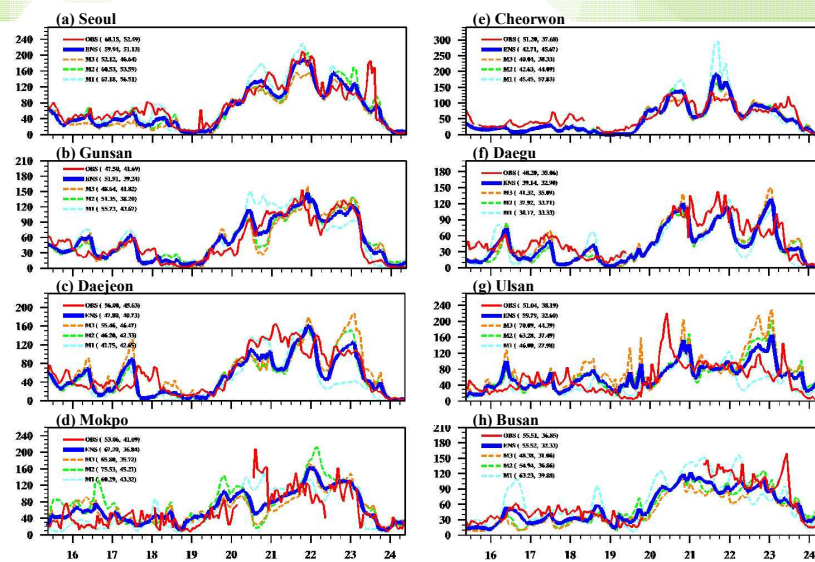 (a) Seoul
OBS ( 68.15, 52.49)
ENS ( 59.94, 51.13)
M3 ( 52.12, 46.64)
M2 ( 60.53, 53.59)
M1 ( 67.18, 56.51)
240
200
160
120
80
40
0
(b) Gunsan
OBS ( 47.50, 41.69)
ENS ( 51.91, 39.24)
M3 ( 48.64, 41.82)
M2 ( 51.35, 38.20)
M1 ( 55.73, 43.62)
210
180
150
120
90
60
30
0
(c) Daejeon
OBS ( 56.00, 45.63)
ENS ( 47.80, 40.73)
M3 ( 55.46, 46.47)
M2 ( 46.20, 42.33)
M1 ( 41.75, 42.05)
200
160
120
80
40
0
(d) Mokpo
OBS ( 53.06, 41.09)
ENS ( 67.20, 36.84)
M3 ( 65.80, 35.72)
M2 ( 75.53, 45.21)
M1 ( 60.29, 43.32)
240
200
160
120
80
40
0
16 17 18 19 20 21 22 23 24
(e) Cheorwon
OBS ( 51.20, 37.60)
ENS ( 42.71, 45.67)
M3 ( 40.04, 38.33)
M2 ( 42.63, 44.09)
M1 ( 45.45, 57.83)
300
250
200
150
100
50
0
(f) Daegu
OBS ( 48.20, 35.06)
ENS ( 39.14, 32.90)
M3 ( 41.32, 35.09)
M2 ( 37.92, 33.71)
M1 ( 38.17, 33.33)
180
150
120
90
60
30
0
(g) Ulsan
OBS ( 51.04, 38.19)
ENS ( 59.79, 32.60)
M3 ( 70.09, 44.39)
M2 ( 63.28, 37.49)
M1 ( 46.00, 27.98)
240
200
160
120
80
40
0
(h) Busan
OBS ( 55.51, 36.85)
ENS ( 55.52, 32.33)
M3 ( 48.38, 31.06)
M2 ( 54.94, 36.86)
M1 ( 63.23, 39.88)
210
180
150
120
90
60
30
0
16 17 18 19 20 21 22 23 24